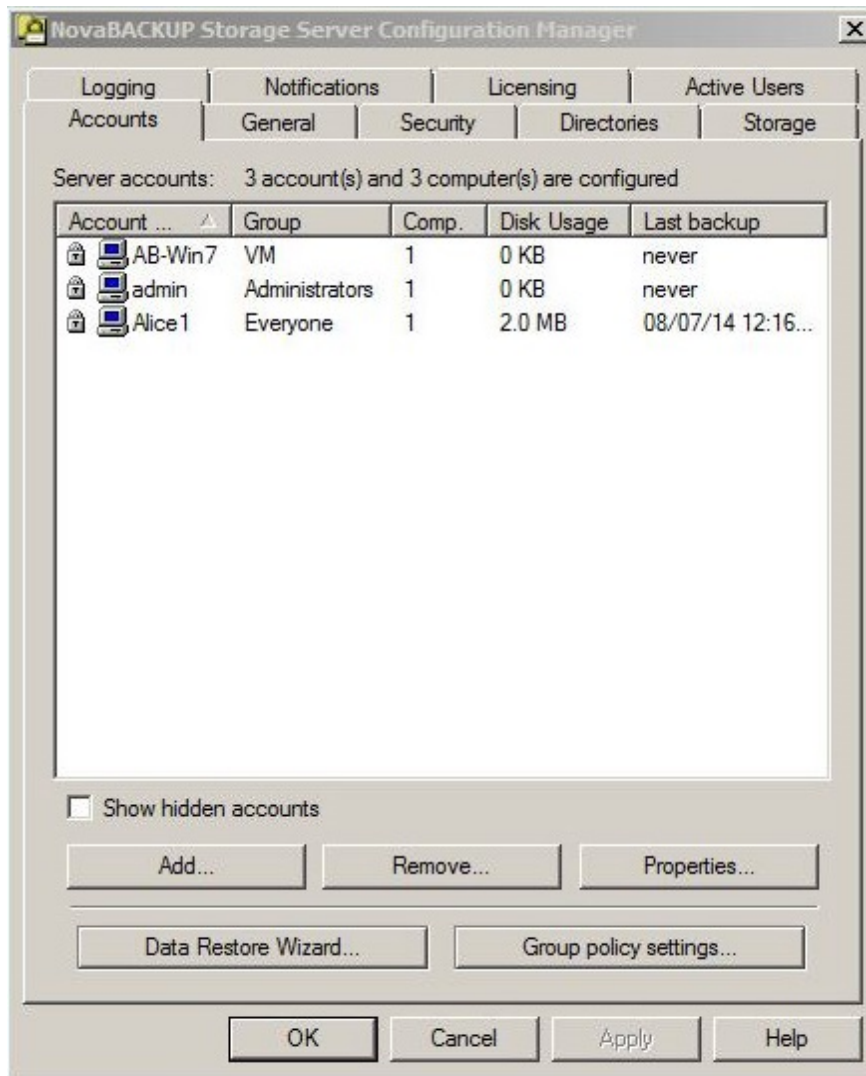 NovaBACKUP Storage Server Configuration Manager
Logging Notifications Licensing Active Users
Accounts General Security Directories Storage
Server accounts: 3 account(s) and 3 computer(s) are configured
Account ... Group Comp. Disk Usage Last backup
AB-Win7 VM 1 0 KB never
admin Administrators 1 0 KB never
Alice1 Everyone 1 2.0 MB 08/07/14 12:16...
Show hidden accounts
Add... Remove... Properties...
Data Restore Wizard... Group policy settings...
OK Cancel Apply Help